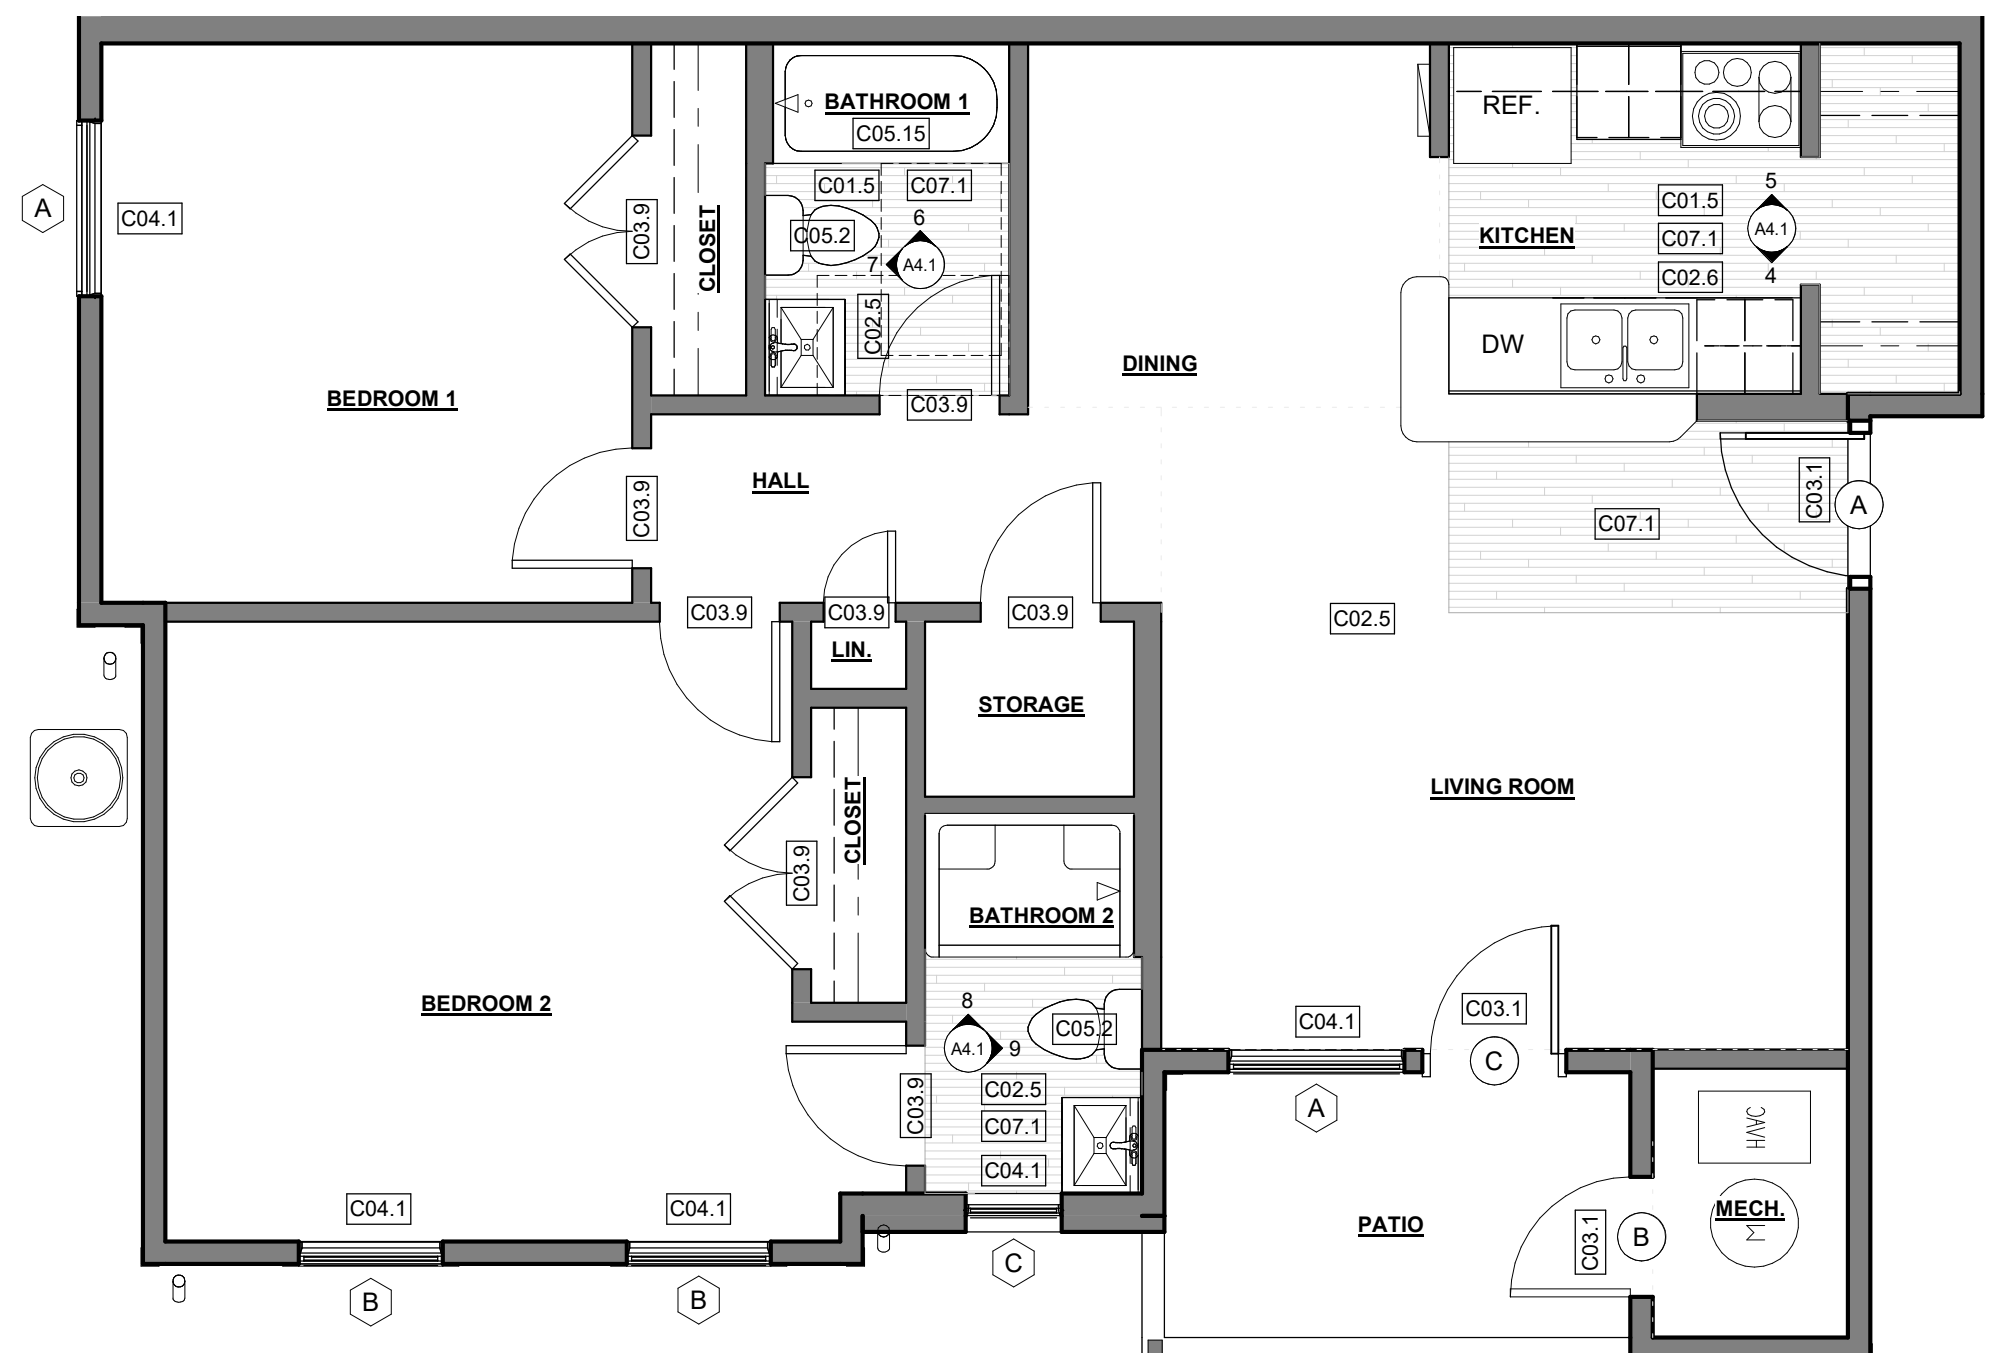 BATHROOM 1
C05.15
REF.
C01.5
C07.1
5
C01.5
A
C04.1
C03.9
CLOSET
C05.2
6
7
A4.1
KITCHEN
C07.1
A4.1
C02.6
4
C02.5
DW
DINING
BEDROOM 1
C03.9
HALL
C03.9
C03.1
A
C07.1
C03.9
C03.9
C03.9
C02.5
LIN.
STORAGE
LIVING ROOM
CLOSET
C03.9
BATHROOM 2
BEDROOM 2
8
A4.1
9
C05.2
C04.1
C03.1
C
C03.9
C02.5
C07.1
C04.1
A
HVAC
C04.1
C04.1
PATIO
MECH.
M
C03.1
B
C
B
B